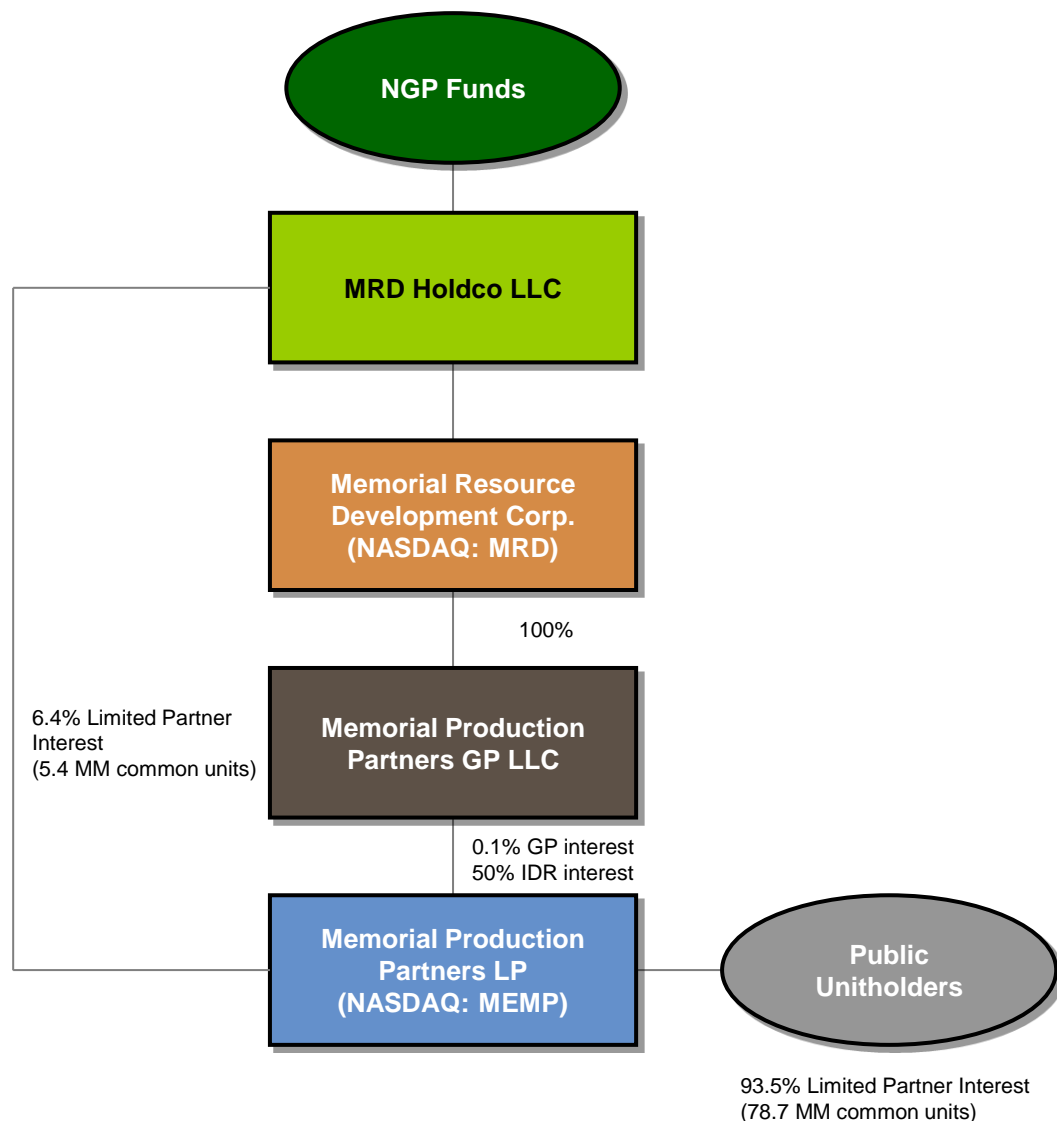 NGP Funds
MRD Holdco LLC
Memorial Resource
Development Corp.
(NASDAQ: MRD)
100%
6.4% Limited Partner
Interest
(5.4 MM common units)
Memorial Production
Partners GP LLC
0.1% GP interest
50% IDR interest
Memorial Production
Partners LP
(NASDAQ: MEMP)
Public
Unitholders
93.5% Limited Partner Interest
(78.7 MM common units)